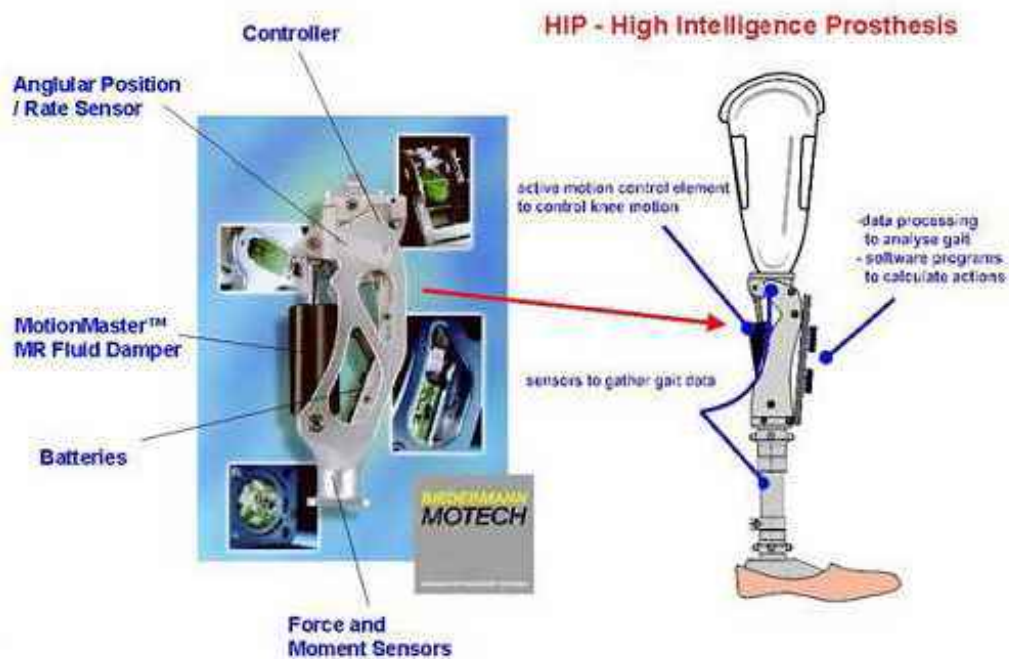 HIP - High Intelligence Prosthesis
Controller
Anglular Position
/ Rate Sensor
active motion control element
to control knee motion
-data processing
to analyse gait
- software programs
to calculate actions
MotionMaster™
MR Fluid Damper
sensors to gather gait data
Batteries
BIEDERMANN
MOTECH
Force and
Moment Sensors